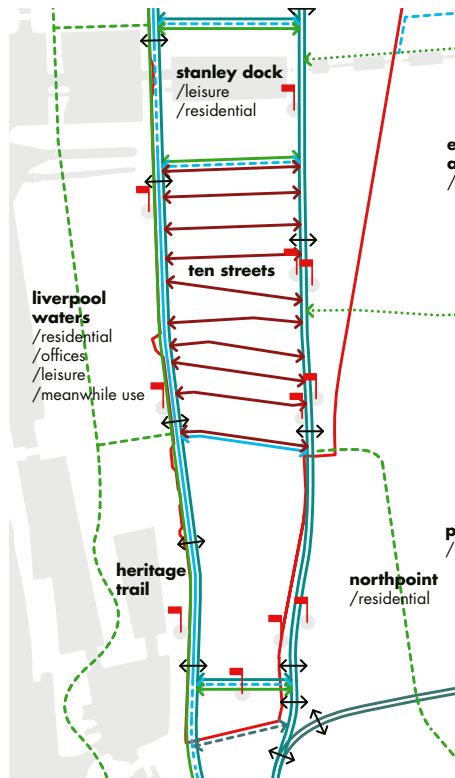 stanley dock
/leisure
/residential
e
a
/
ten streets
liverpool
waters
/residential
/offices
/leisure
/meanwhile use
p
/
heritage
trail
northpoint
/residential